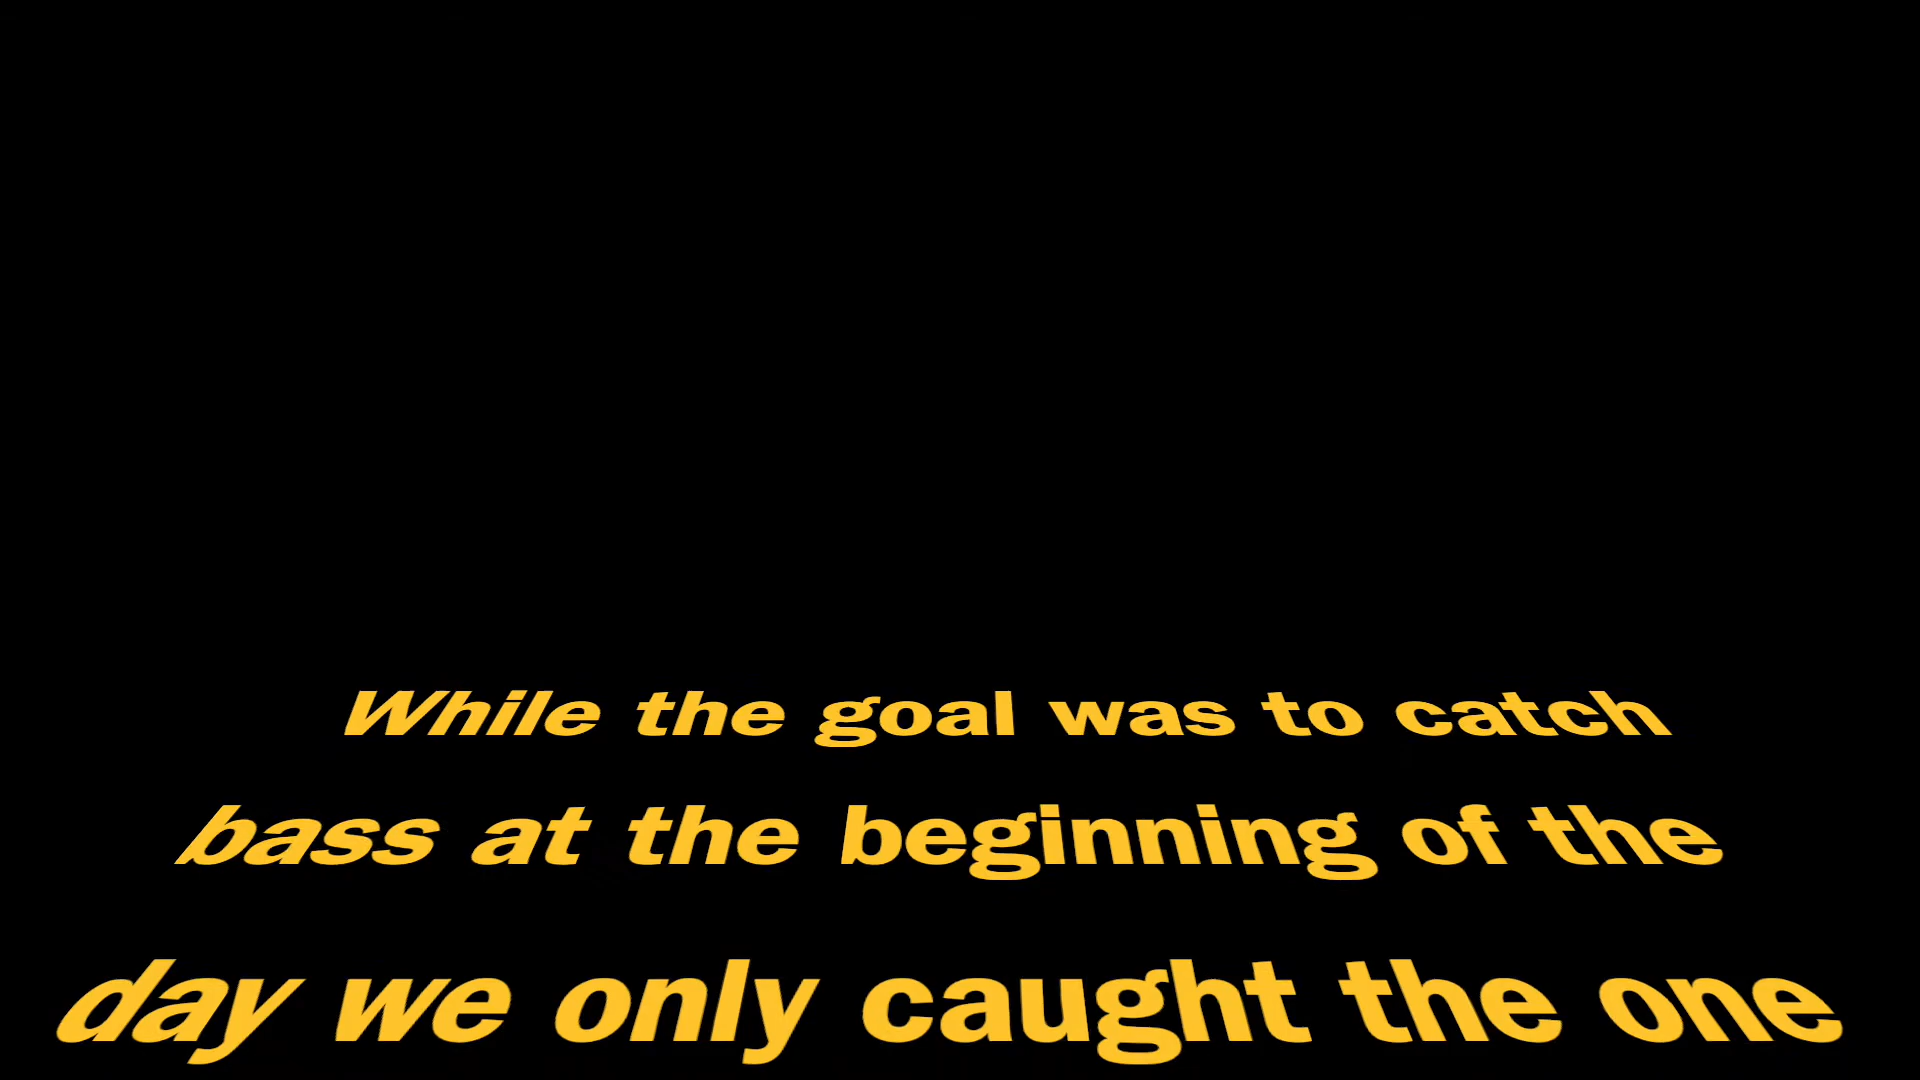 While the goal was to catch
bass at the beginning of the
day we only caught the one